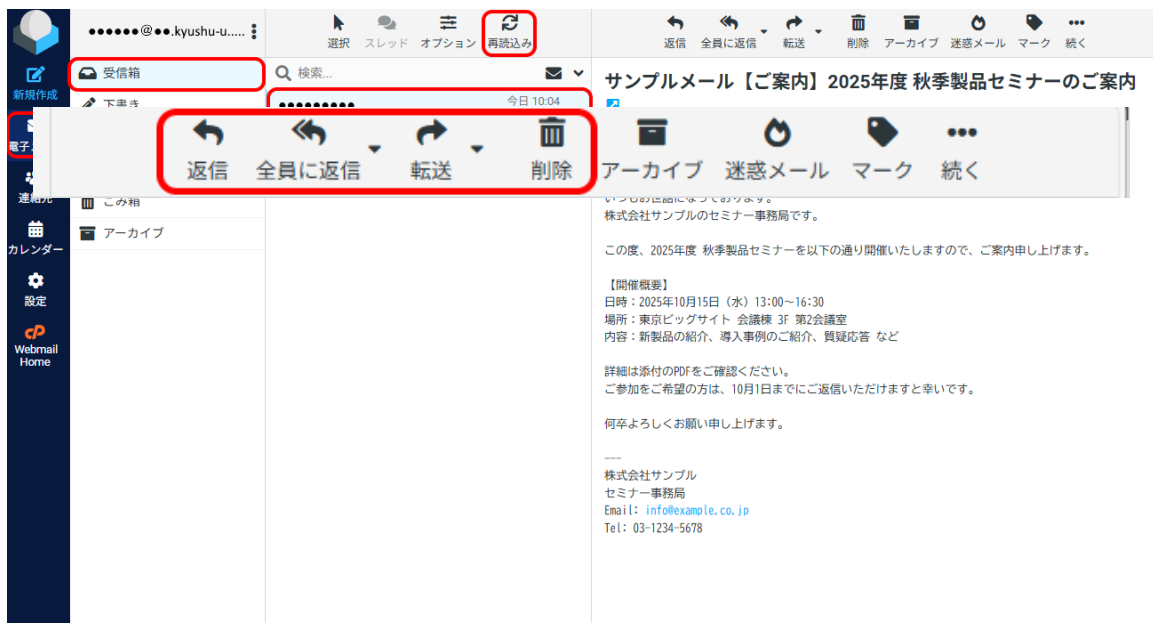 ●●●●●●@●●.kyushu-u.....
選択 スレッド オプション 再読込み
返信 全員に返信 転送 削除 アーカイブ 迷惑メール マーク 続く
新規作成
受信箱
検索...
サンプルメール【ご案内】2025年度 秋季製品セミナーのご案内
下書き
●●●●●●●●●
今日 10:04
返信 全員に返信 転送 削除 アーカイブ 迷惑メール マーク 続く
ごみ箱
アーカイブ
カレンダー
設定
cP
Webmail
Home
いつもお世話になっております。
株式会社サンプルのセミナー事務局です。
この度、2025年度 秋季製品セミナーを以下の通り開催いたしますので、ご案内申し上げます。
【開催概要】
日時：2025年10月15日（水）13:00～16:30
場所：東京ビッグサイト 会議棟 3F 第2会議室
内容：新製品の紹介、導入事例のご紹介、質疑応答 など
詳細は添付のPDFをご確認ください。
ご参加をご希望の方は、10月1日までにご返信いただけますと幸いです。
何卒よろしくお願い申し上げます。
---
株式会社サンプル
セミナー事務局
Email: info@example.co.jp
Tel: 03-1234-5678